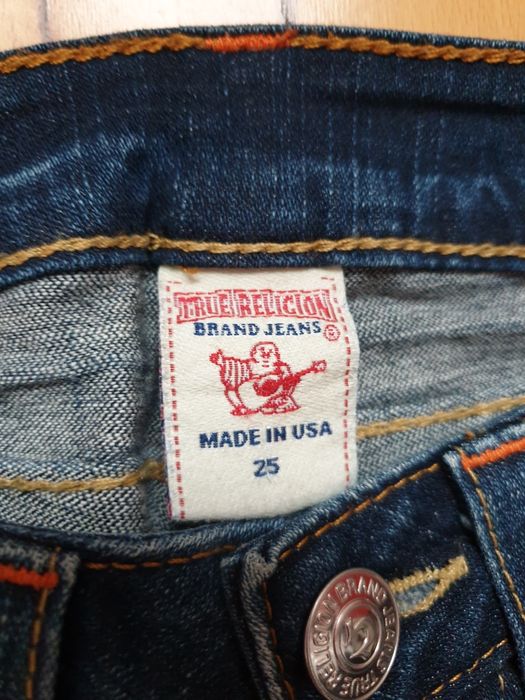 TRUE RELIGION
BRAND JEANS ®
MADE IN USA
25
TRUE RELIGION BRAND JEANS